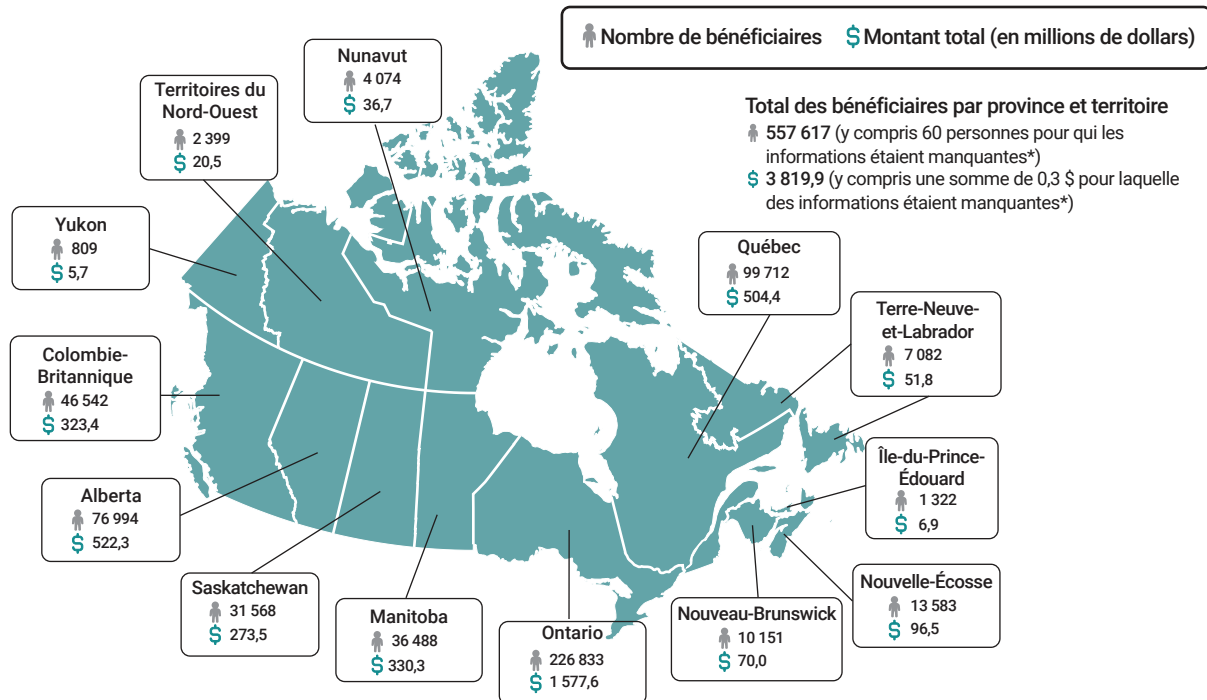 Nombre de bénéficiaires
$ Montant total (en millions de dollars)
Total des bénéficiaires par province et territoire
557 617 (y compris 60 personnes pour qui les
informations étaient manquantes*)
$ 3 819,9 (y compris une somme de 0,3 $ pour laquelle
des informations étaient manquantes*)
Nunavut
4 074
$ 36,7
Territoires du
Nord-Ouest
2 399
$ 20,5
Yukon
809
$ 5,7
Québec
99 712
$ 504,4
Terre-Neuve-
et-Labrador
7 082
$ 51,8
Colombie-
Britannique
46 542
$ 323,4
Île-du-Prince-
Édouard
1 322
$ 6,9
Alberta
76 994
$ 522,3
Saskatchewan
31 568
$ 273,5
Manitoba
36 488
$ 330,3
Ontario
226 833
$ 1 577,6
Nouveau-Brunswick
10 151
$ 70,0
Nouvelle-Écosse
13 583
$ 96,5